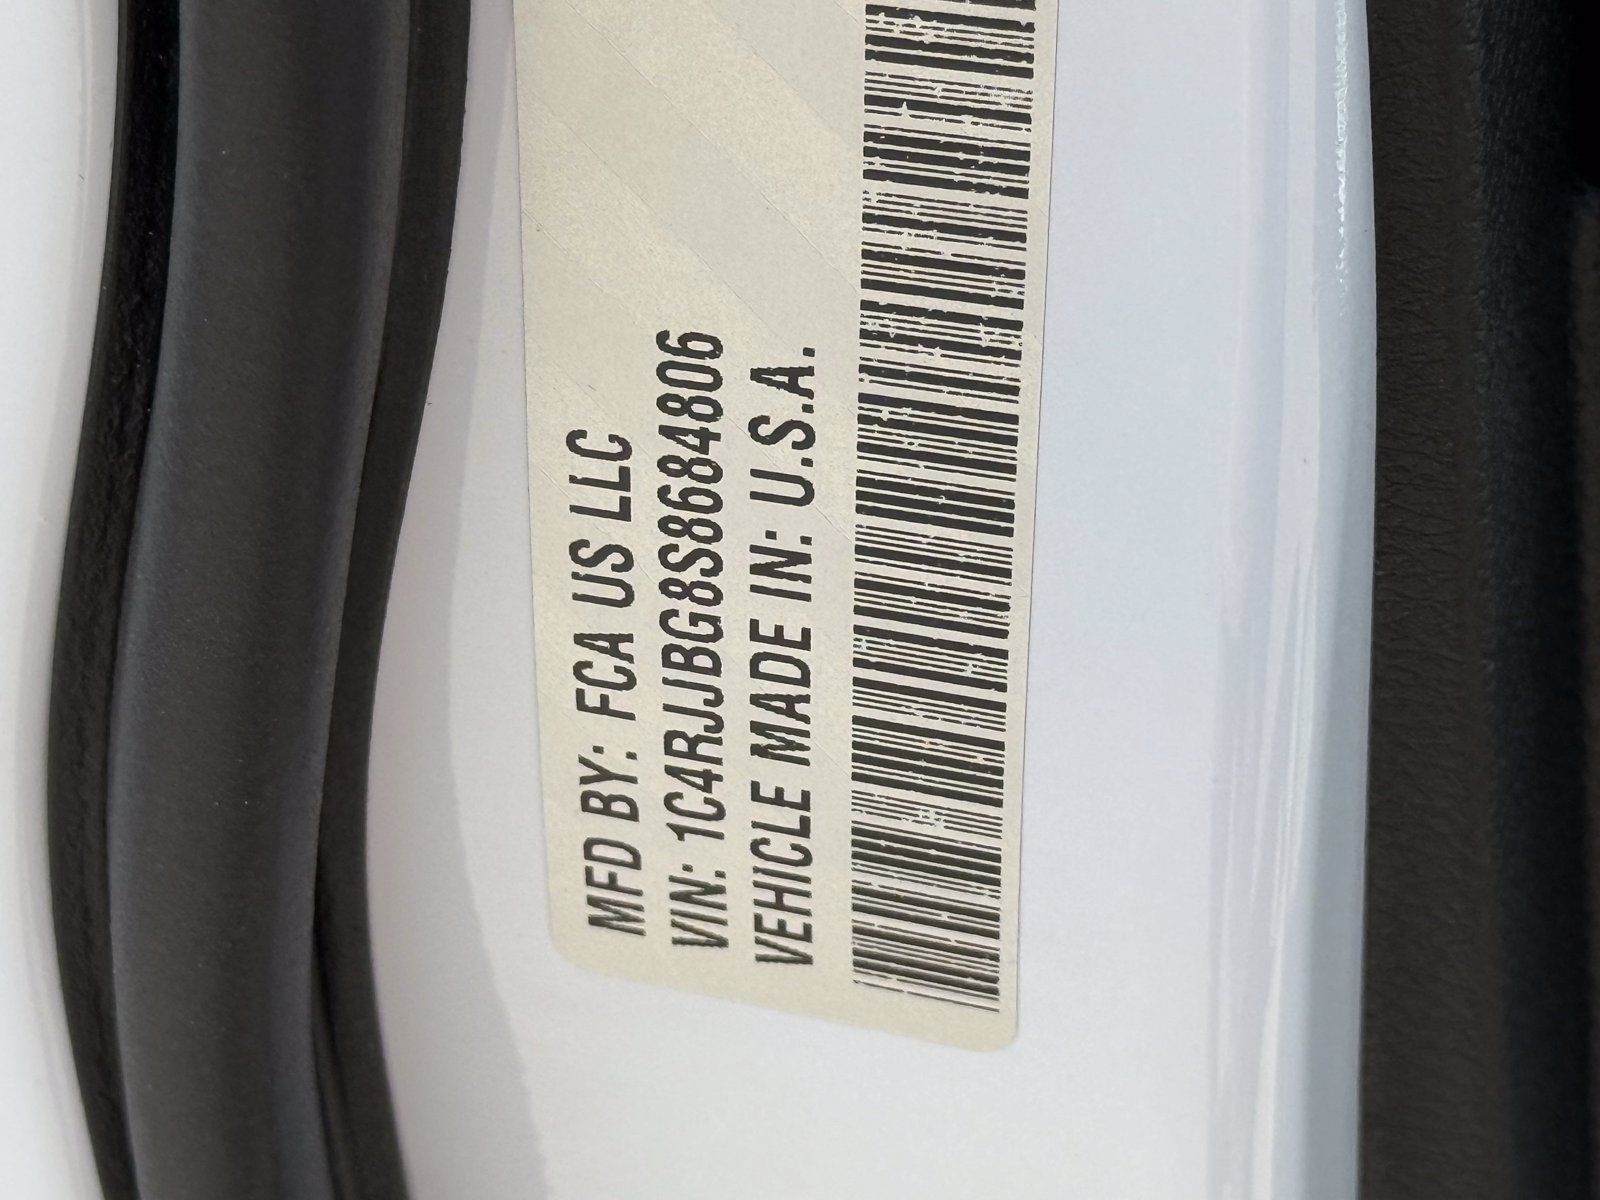 MFD BY: FCA US LLC
VIN: 1C4RJJBG8S8684806
VEHICLE MADE IN: U.S.A.